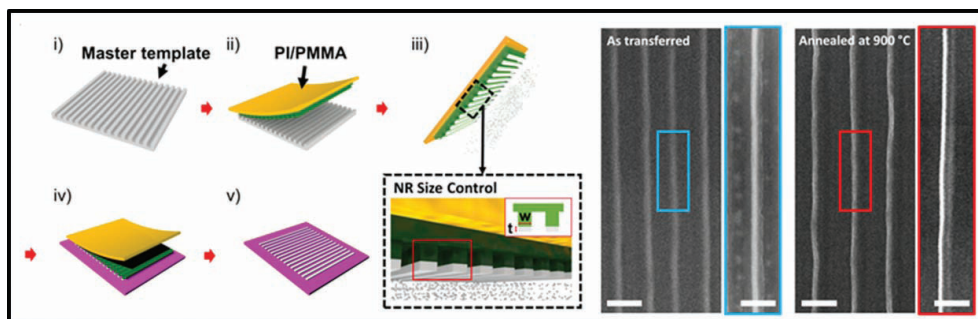 i)
Master template
ii)
PI/PMMA
iii)
iv)
v)
NR Size Control
W
t
As transferred
Annealed at 900 °C